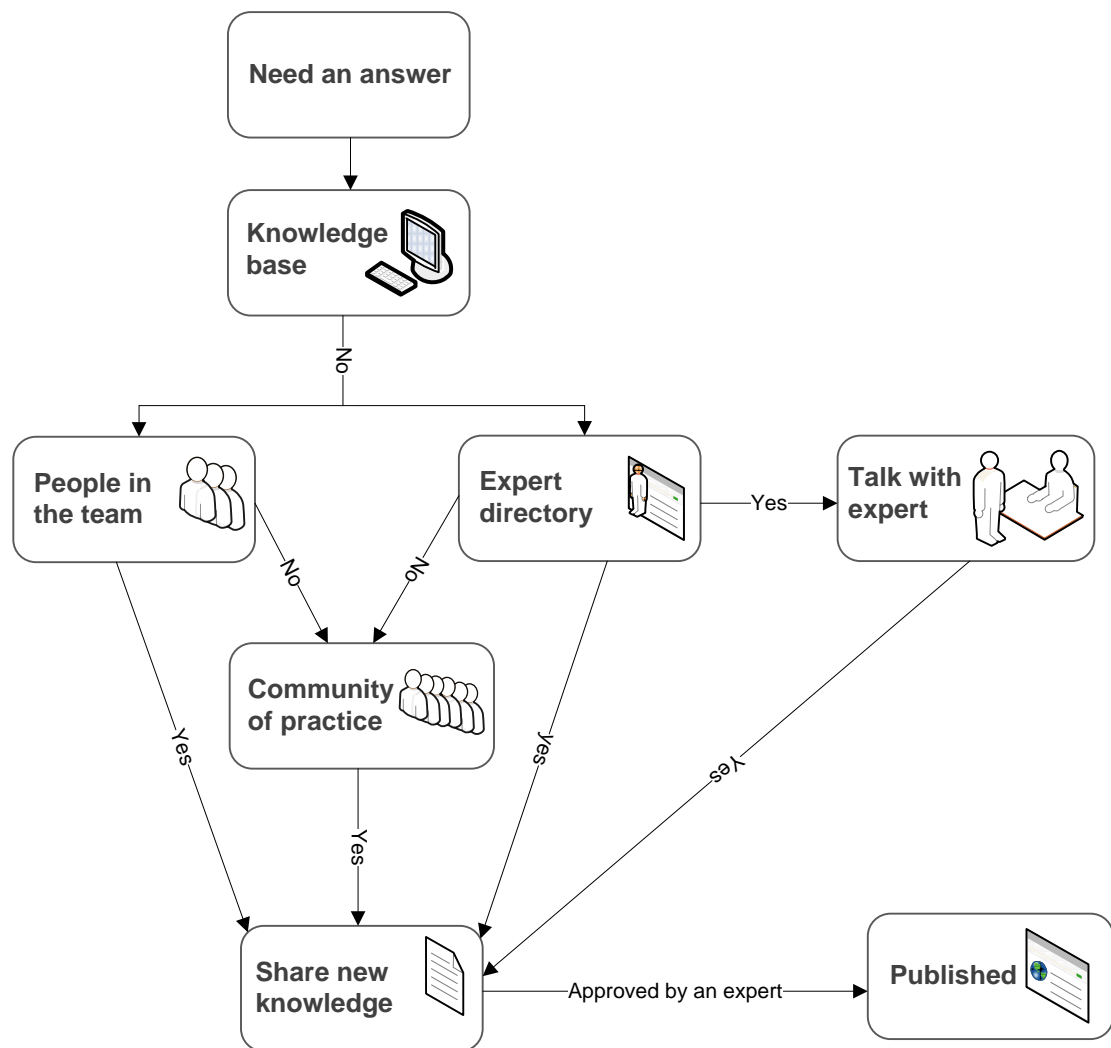 Need an answer
Knowledge
base
No
People in
the team
Expert
directory
Yes
Talk with
expert
No
No
Community
of practice
Yes
yes
Yes
Yes
Share new
knowledge
Approved by an expert
Published